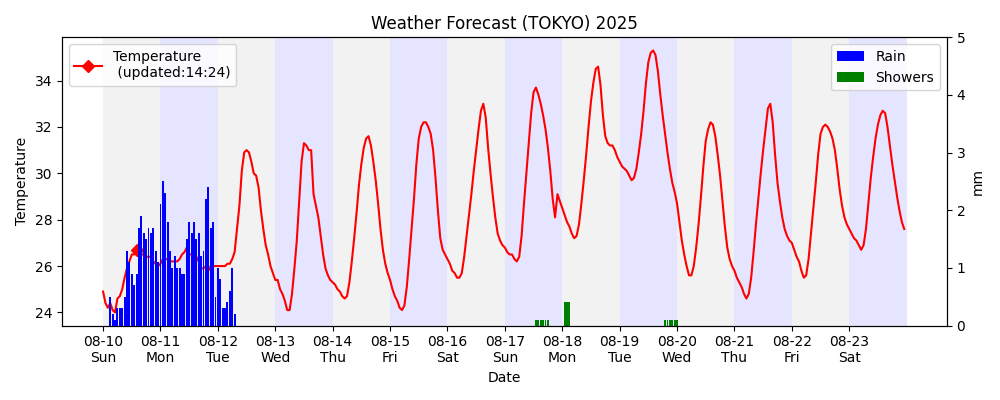 Weather Forecast (TOKYO) 2025
Temperature
(updated:14:24)
Rain
Showers
34
32
30
28
26
24
Temperature
5
4
3
2
1
0
mm
08-10 08-11 08-12 08-13 08-14 08-15 08-16 08-17 08-18 08-19 08-20 08-21 08-22 08-23
Sun Mon Tue Wed Thu Fri Sat Sun Mon Tue Wed Thu Fri Sat
Date